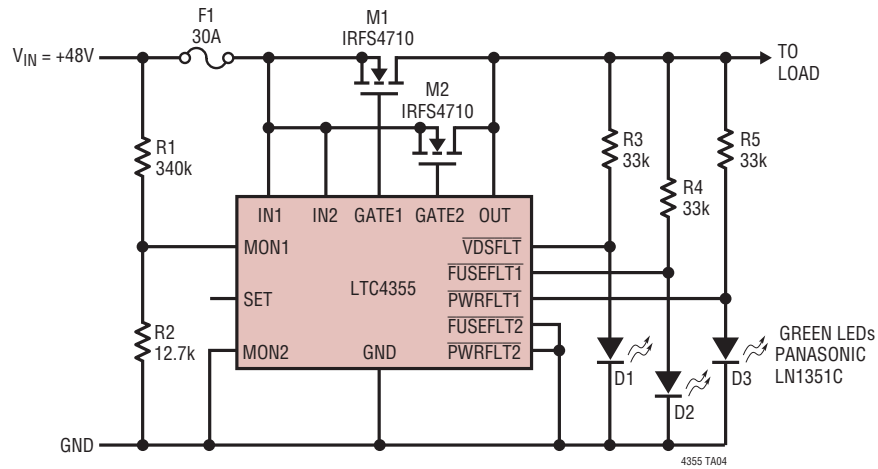 F1
30A
M1
IRFS4710
VIN = +48V
TO
LOAD
M2
IRFS4710
R1
340k
R3
33k
R5
33k
R4
33k
IN1 IN2 GATE1 GATE2 OUT
MON1
VDSFLT
FUSEFLT1
SET
LTC4355
PWRFLT1
FUSEFLT2
R2
12.7k
MON2
GND
PWRFLT2
GREEN LEDs
PANASONIC
LN1351C
D1
D2
D3
GND
4355 TA04